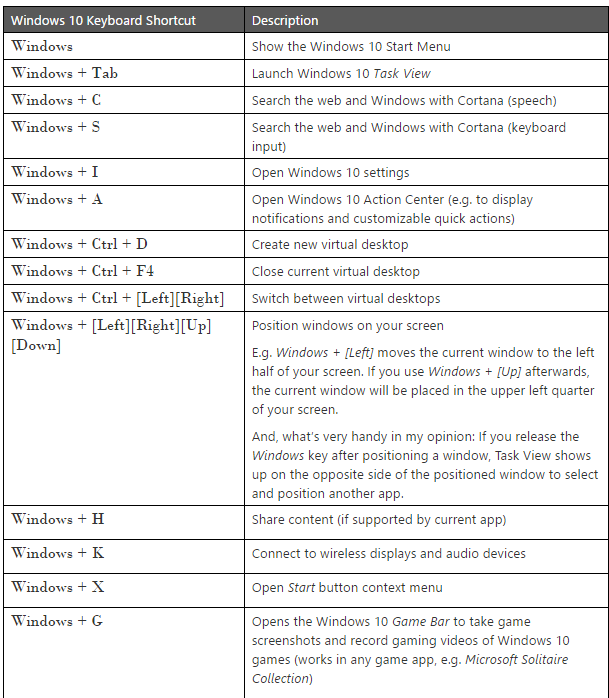 Windows 10 Keyboard Shortcut Description
Windows Show the Windows 10 Start Menu
Windows + Tab Launch Windows 10 Task View
Windows + C Search the web and Windows with Cortana (speech)
Windows + S Search the web and Windows with Cortana (keyboard
input)
Windows + I Open Windows 10 settings
Windows + A Open Windows 10 Action Center (e.g. to display
notifications and customizable quick actions)
Windows + Ctrl + D Create new virtual desktop
Windows + Ctrl + F4 Close current virtual desktop
Windows + Ctrl + [Left][Right] Switch between virtual desktops
Windows + [Left][Right][Up]
[Down]
Position windows on your screen
E.g. Windows + [Left] moves the current window to the left
half of your screen. If you use Windows + [Up] afterwards,
the current window will be placed in the upper left quarter
of your screen.
And, what's very handy in my opinion: If you release the
Windows key after positioning a window, Task View shows
up on the opposite side of the positioned window to select
and position another app.
Windows + H Share content (if supported by current app)
Windows + K Connect to wireless displays and audio devices
Windows + X Open Start button context menu
Windows + G Opens the Windows 10 Game Bar to take game
screenshots and record gaming videos of Windows 10
games (works in any game app, e.g. Microsoft Solitaire
Collection)